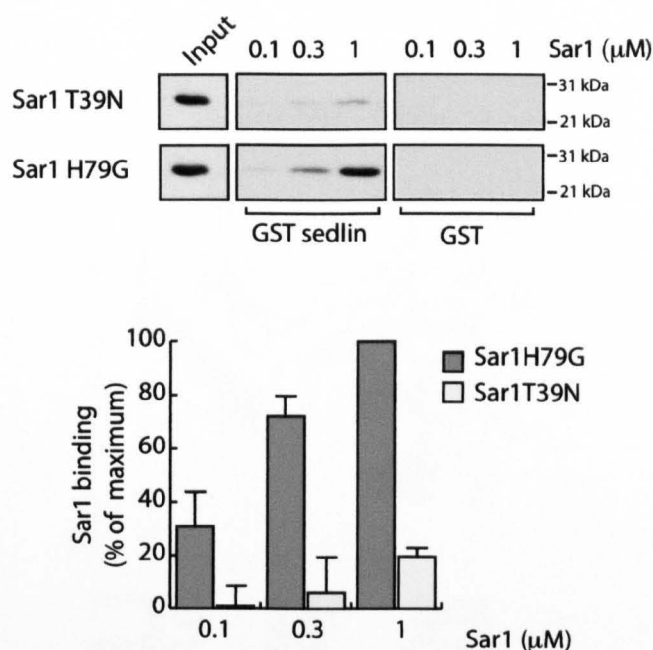 Input 0.1 0.3 1 0.1 0.3 1 Sar1 (μM)
Sar1 T39N
-31 kDa
-21 kDa
Sar1 H79G
-31 kDa
-21 kDa
GST sedlin GST
100
80
60
40
20
0
Sar1 binding
(% of maximum)
Sar1H79G
Sar1T39N
0.1 0.3 1 Sar1 (μM)